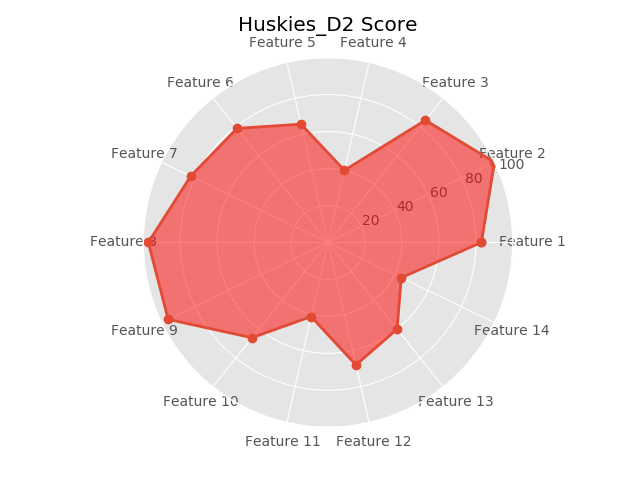 Huskies_D2 Score
Feature 5
Feature 4
Feature 6
Feature 3
Feature 7
Feature 2
100
80
60
40
20
Feature 8
Feature 1
Feature 9
Feature 14
Feature 10
Feature 13
Feature 11
Feature 12